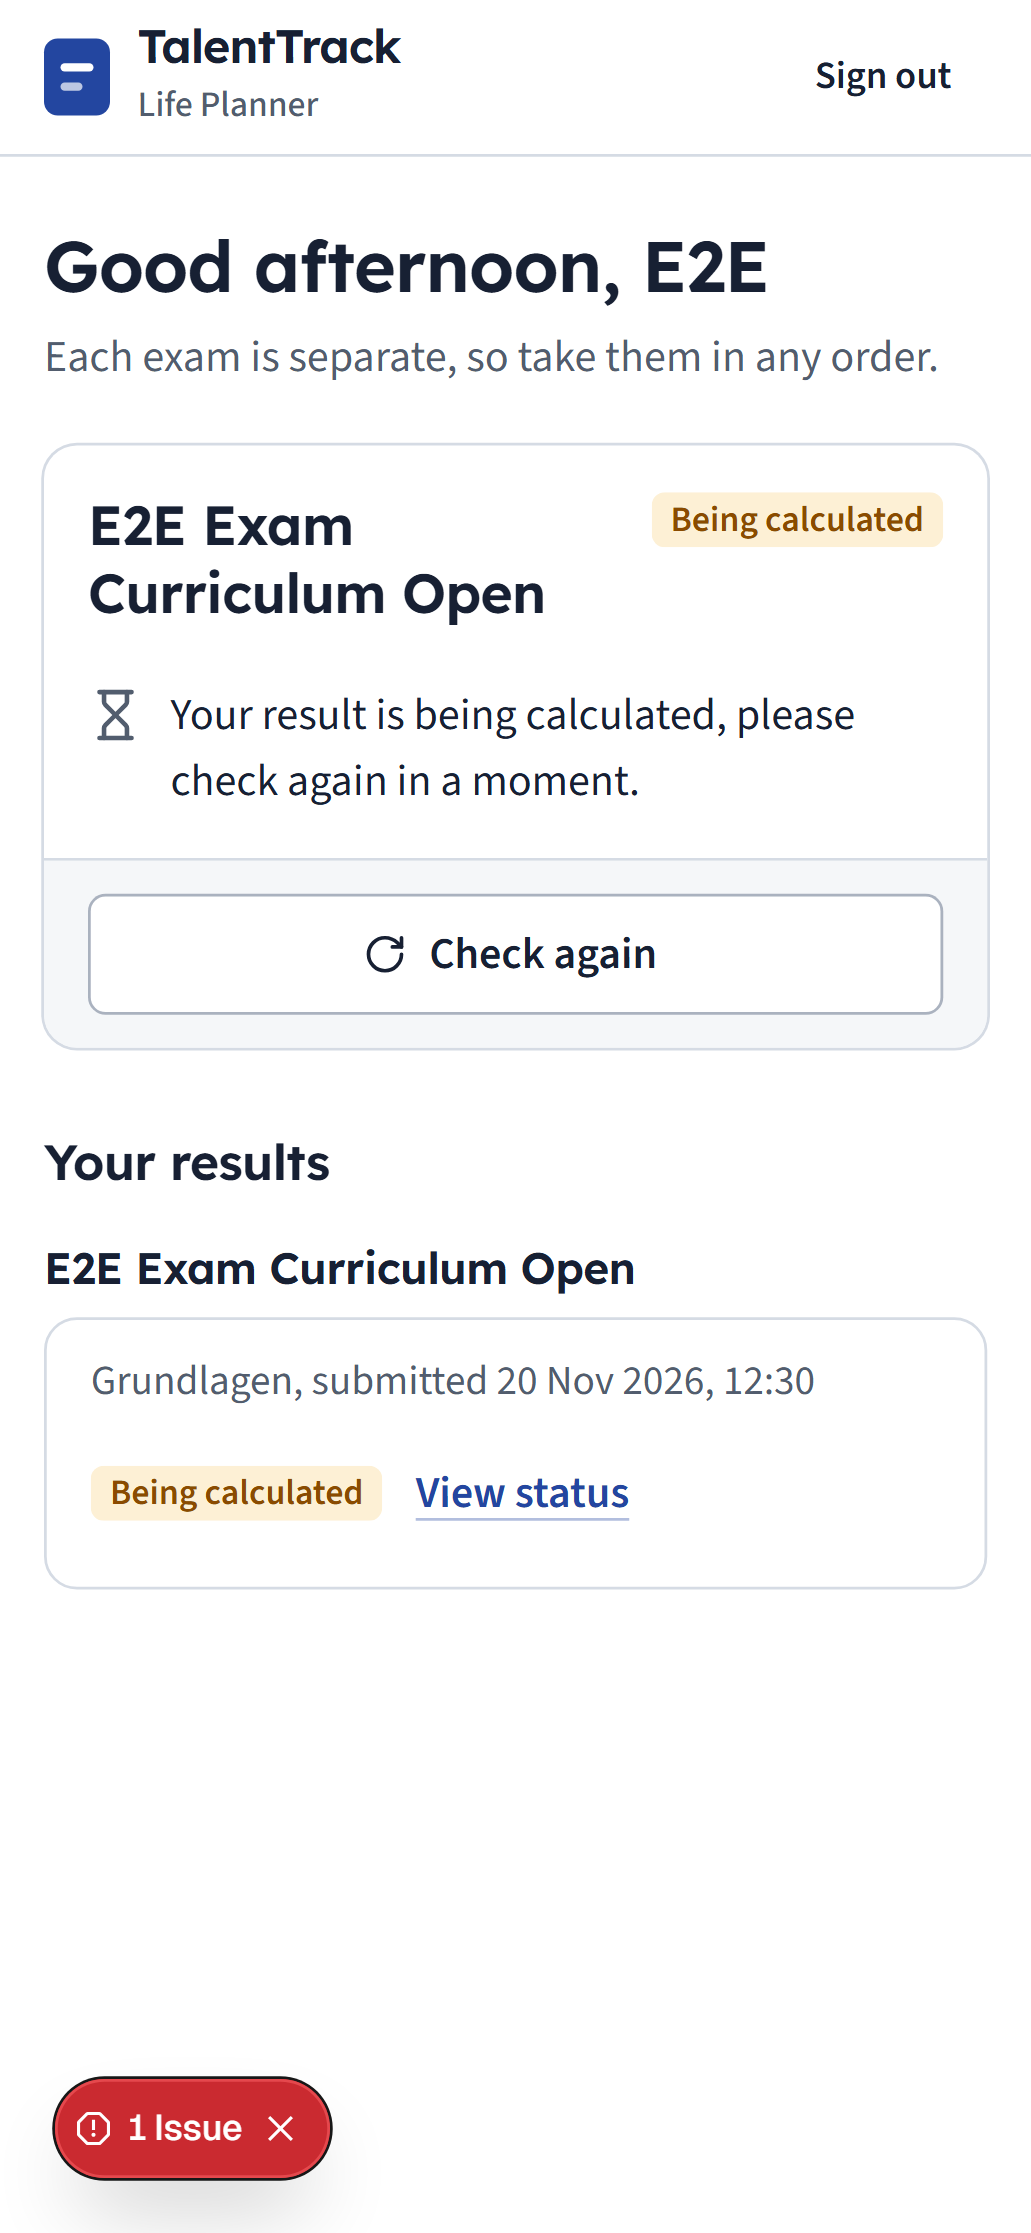 TalentTrack
Life Planner
Sign out
Good afternoon, E2E
Each exam is separate, so take them in any order.
E2E Exam
Curriculum Open
Being calculated
Your result is being calculated, please
check again in a moment.
Check again
Your results
E2E Exam Curriculum Open
Grundlagen, submitted 20 Nov 2026, 12:30
Being calculated
View status
1 Issue